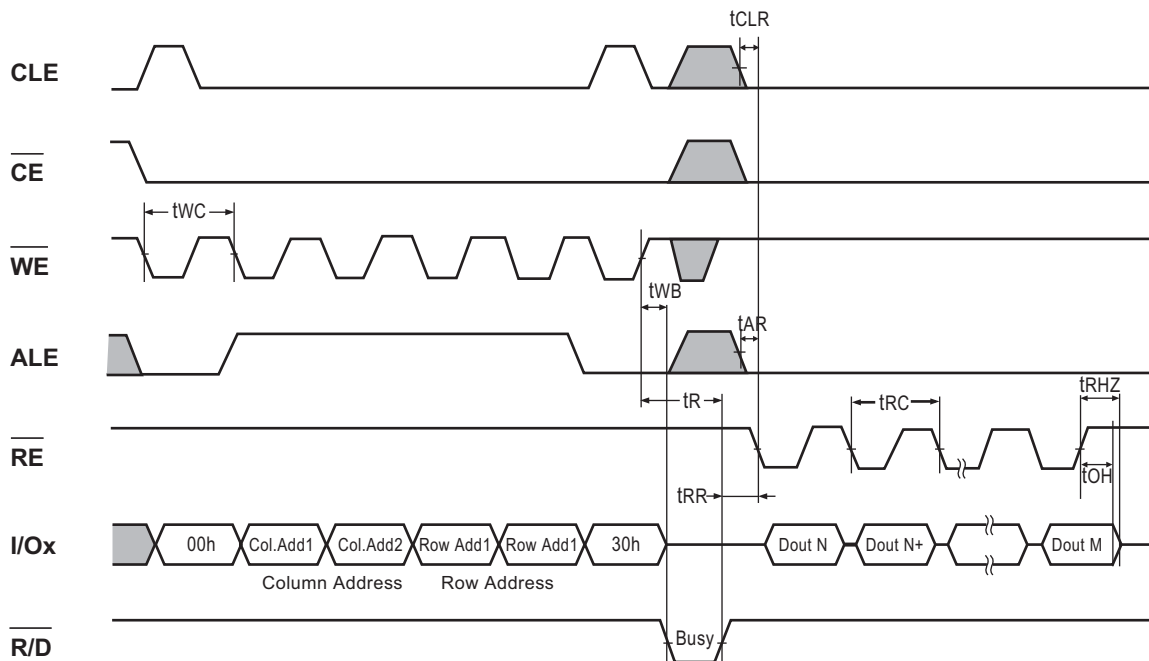 tCLR
CLE
CE
tWC
WE
tWB
tAR
ALE
tR
tRC
tRHZ
RE
tOH
tRR
I/Ox
00h
Col.Add1
Col.Add2
Row Add1
Row Add1
30h
Dout N
Dout N+
Dout M
Column Address
Row Address
Busy
R/D